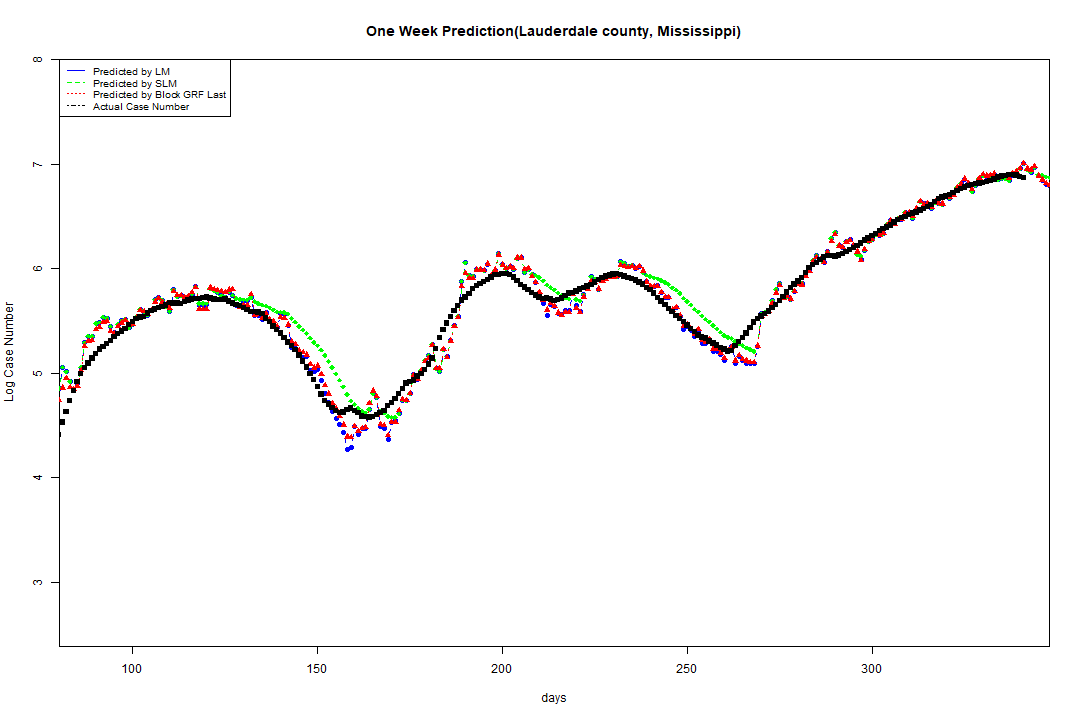 One Week Prediction(Lauderdale county, Mississippi)
Predicted by LM
Predicted by SLM
Predicted by Block GRF Last
Actual Case Number
8
7
6
5
4
3
Log Case Number
100 150 200 250 300
days